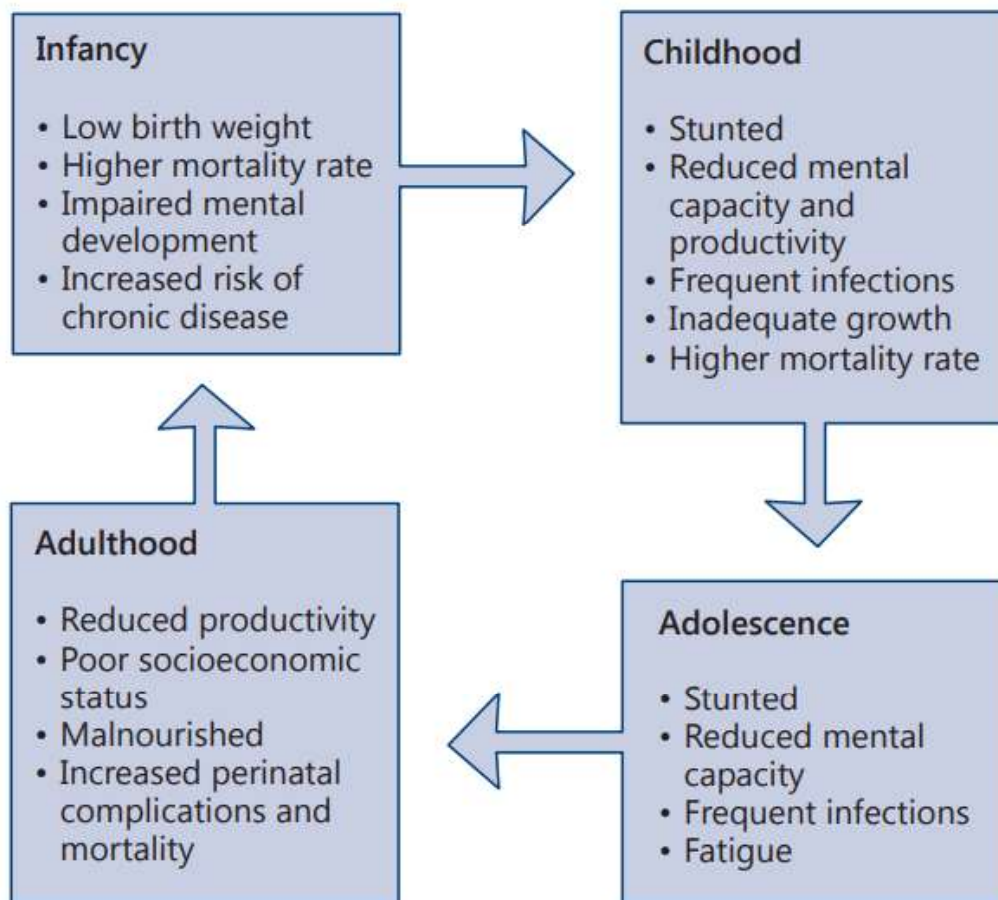 Infancy
• Low birth weight
• Higher mortality rate
• Impaired mental
development
• Increased risk of
chronic disease
Childhood
• Stunted
• Reduced mental
capacity and
productivity
• Frequent infections
• Inadequate growth
• Higher mortality rate
Adolescence
• Stunted
• Reduced mental
capacity
• Frequent infections
• Fatigue
Adulthood
• Reduced productivity
• Poor socioeconomic
status
• Malnourished
• Increased perinatal
complications and
mortality